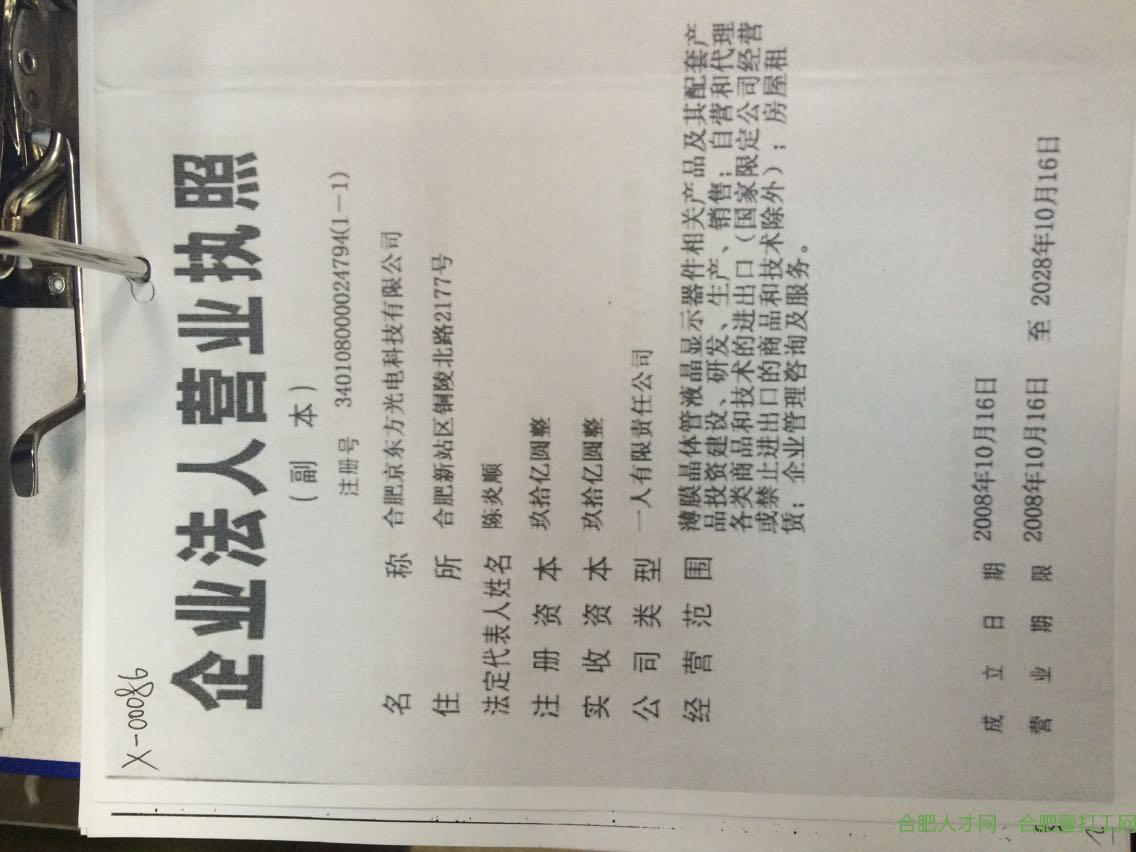 X-00086
企业法人营业执照
(副 本)
注册号 340108000024794(1-1)
名 称 合肥京东方光电科技有限公司
住 所 合肥新站区铜陵北路2177号
法定代表人姓名 陈炎顺
注 册 资 本 玖拾亿圆整
实 收 资 本 玖拾亿圆整
公 司 类 型 一人有限责任公司
经 营 范 围 薄膜晶体管液晶显示器件相关产品及其配套产
品投资建设、研发、生产、销售；自营和代理
各类商品和技术的进出口（国家限定公司经营
或禁止进出口的商品和技术除外）；房屋租
赁；企业管理咨询及服务。
成 立 日 期 2008年10月16日
营 业 期 限 2008年10月16日 至 2028年10月16日
合肥人才网·合肥壹打工网